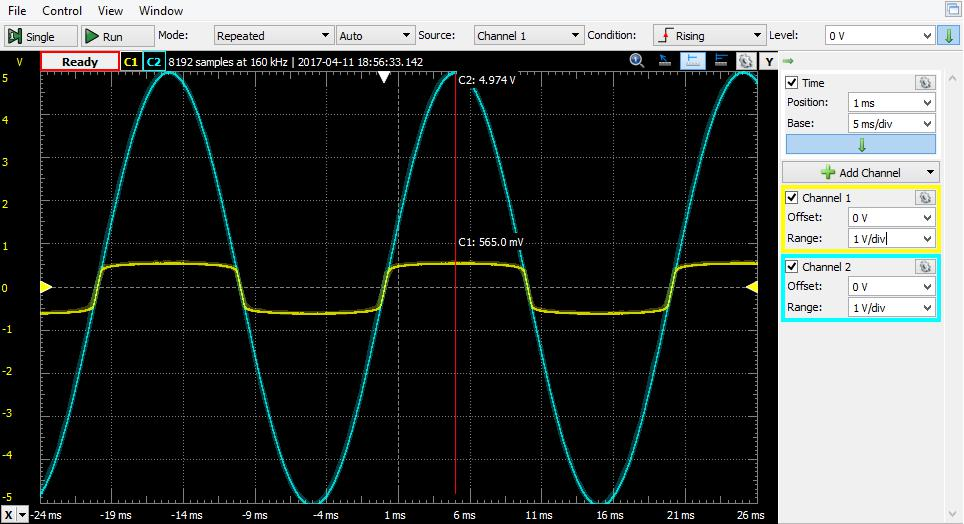 File Control View Window
Single Run Mode: Repeated Auto Source: Channel 1 Condition: Rising Level: 0 V
V Ready C1 C2 8192 samples at 160 kHz | 2017-04-11 18:56:33.142 Y
5
4
3
2
1
0
-1
-2
-3
-4
-5
C2: 4.974 V
C1: 565.0 mV
X -24 ms -19 ms -14 ms -9 ms -4 ms 1 ms 6 ms 11 ms 16 ms 21 ms 26 ms
Time
Position: 1 ms
Base: 5 ms/div
Add Channel
Channel 1
Offset: 0 V
Range: 1 V/div
Channel 2
Offset: 0 V
Range: 1 V/div